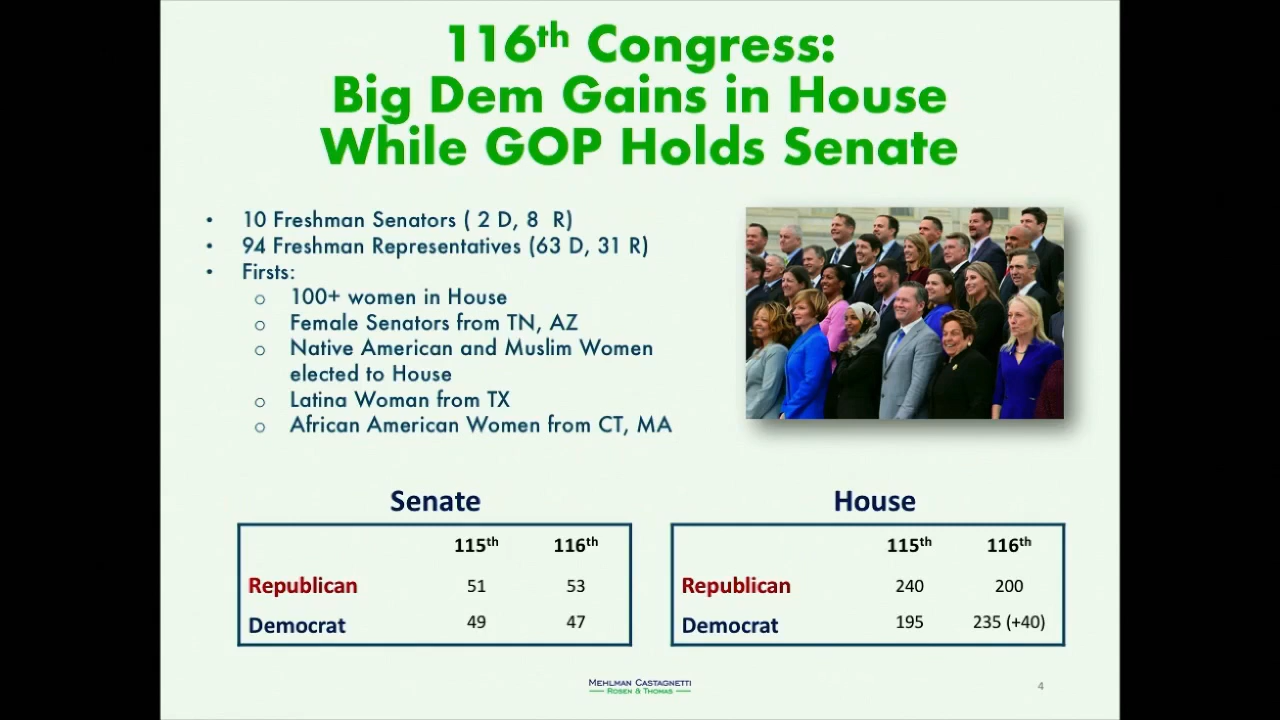 116th Congress:
Big Dem Gains in House
While GOP Holds Senate
• 10 Freshman Senators ( 2 D, 8 R)
• 94 Freshman Representatives (63 D, 31 R)
• Firsts:
o 100+ women in House
o Female Senators from TN, AZ
o Native American and Muslim Women
elected to House
o Latina Woman from TX
o African American Women from CT, MA
Senate
115th 116th
Republican 51 53
Democrat 49 47
House
115th 116th
Republican 240 200
Democrat 195 235 (+40)
MEHLMAN CASTAGNETTI
ROSEN & THOMAS
4